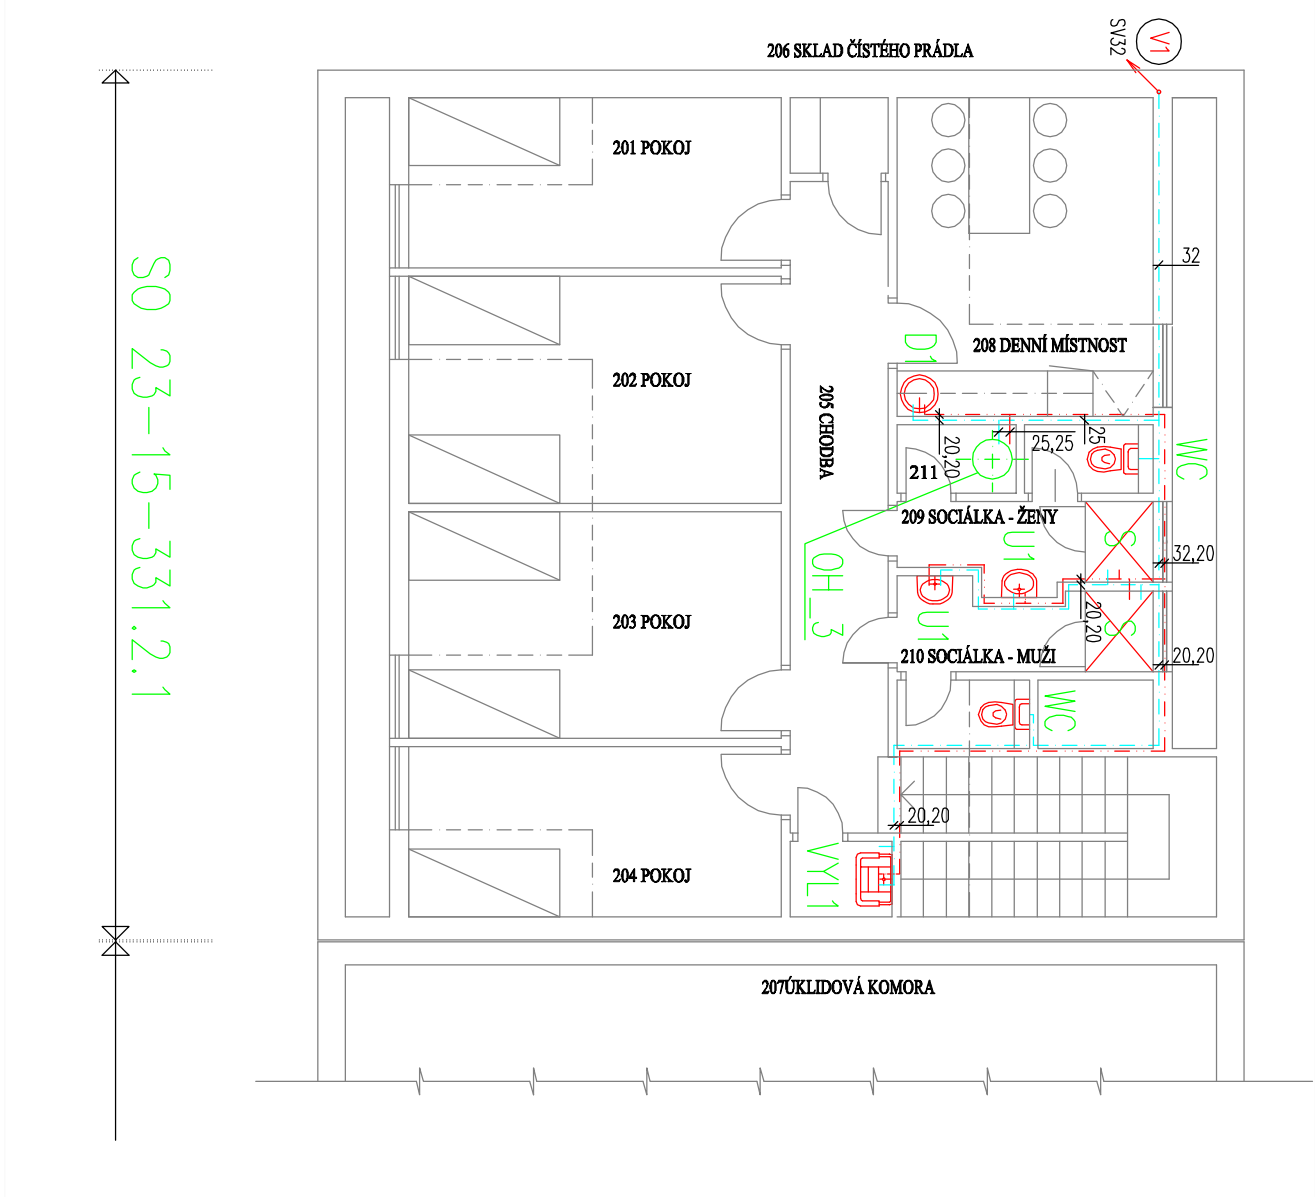 V1
SV32
206 SKLAD ČÍSTÉHO PRÁDLA
201 POKOJ
32
SO 23-15-331.2.1
D1
208 DENNÍ MÍSTNOST
202 POKOJ
205 CHODBA
20,20
25,25
25
WC
211
209 SOCIÁLKA - ŽENY
U1
S
32,20
OH_3
203 POKOJ
U1
20,20
S
210 SOCIÁLKA - MUŽI
20,20
WC
20,20
VYL1
204 POKOJ
207ÚKLIDOVÁ KOMORA